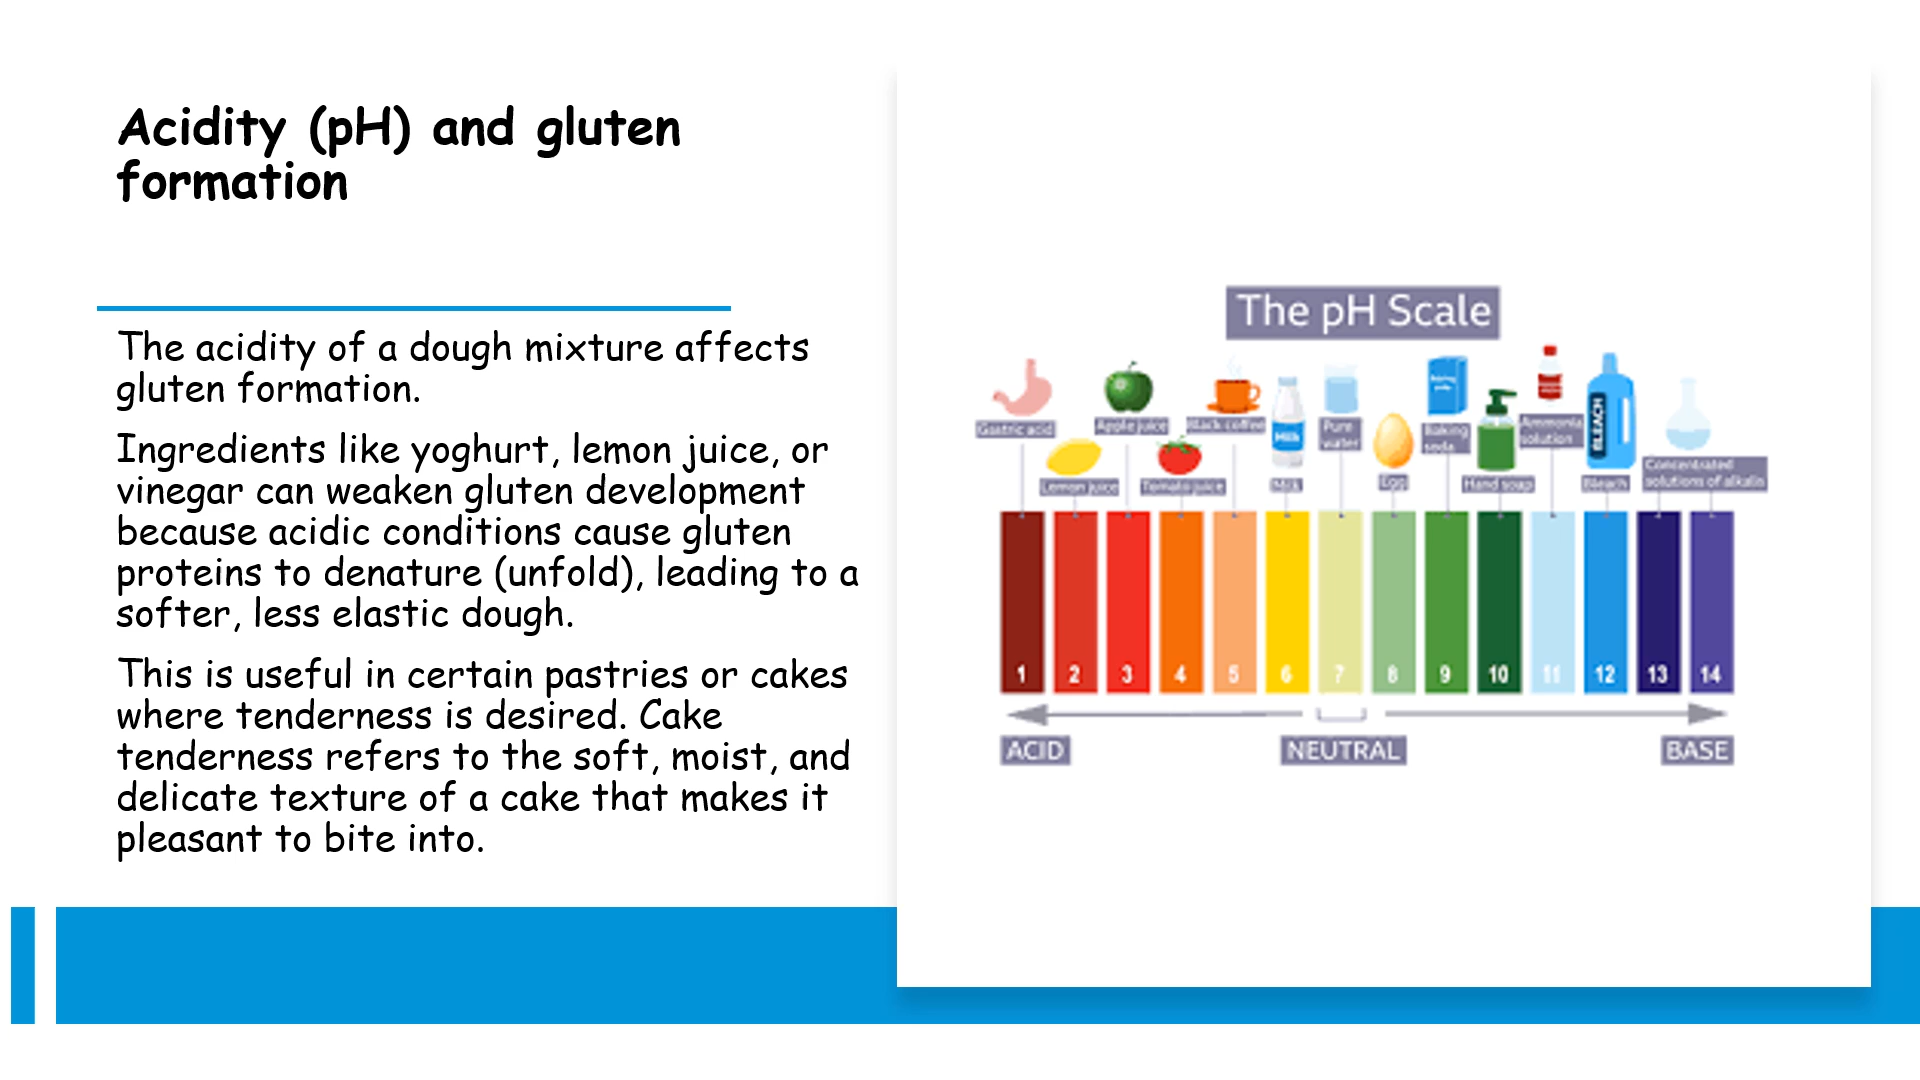 Acidity (pH) and gluten
formation
The acidity of a dough mixture affects
gluten formation.
Ingredients like yoghurt, lemon juice, or
vinegar can weaken gluten development
because acidic conditions cause gluten
proteins to denature (unfold), leading to a
softer, less elastic dough.
This is useful in certain pastries or cakes
where tenderness is desired. Cake
tenderness refers to the soft, moist, and
delicate texture of a cake that makes it
pleasant to bite into.
The pH Scale
Gastric acid
Lemon juice
Apple juice
Tomato juice
Black coffee
Milk
Milk
Pure
water
Egg
Baking
soda
Hand soap
Ammonia
solution
BLEACH
Bleach
Concentrated
solutions of alkalis
1 2 3 4 5 6 7 8 9 10 11 12 13 14
ACID NEUTRAL BASE